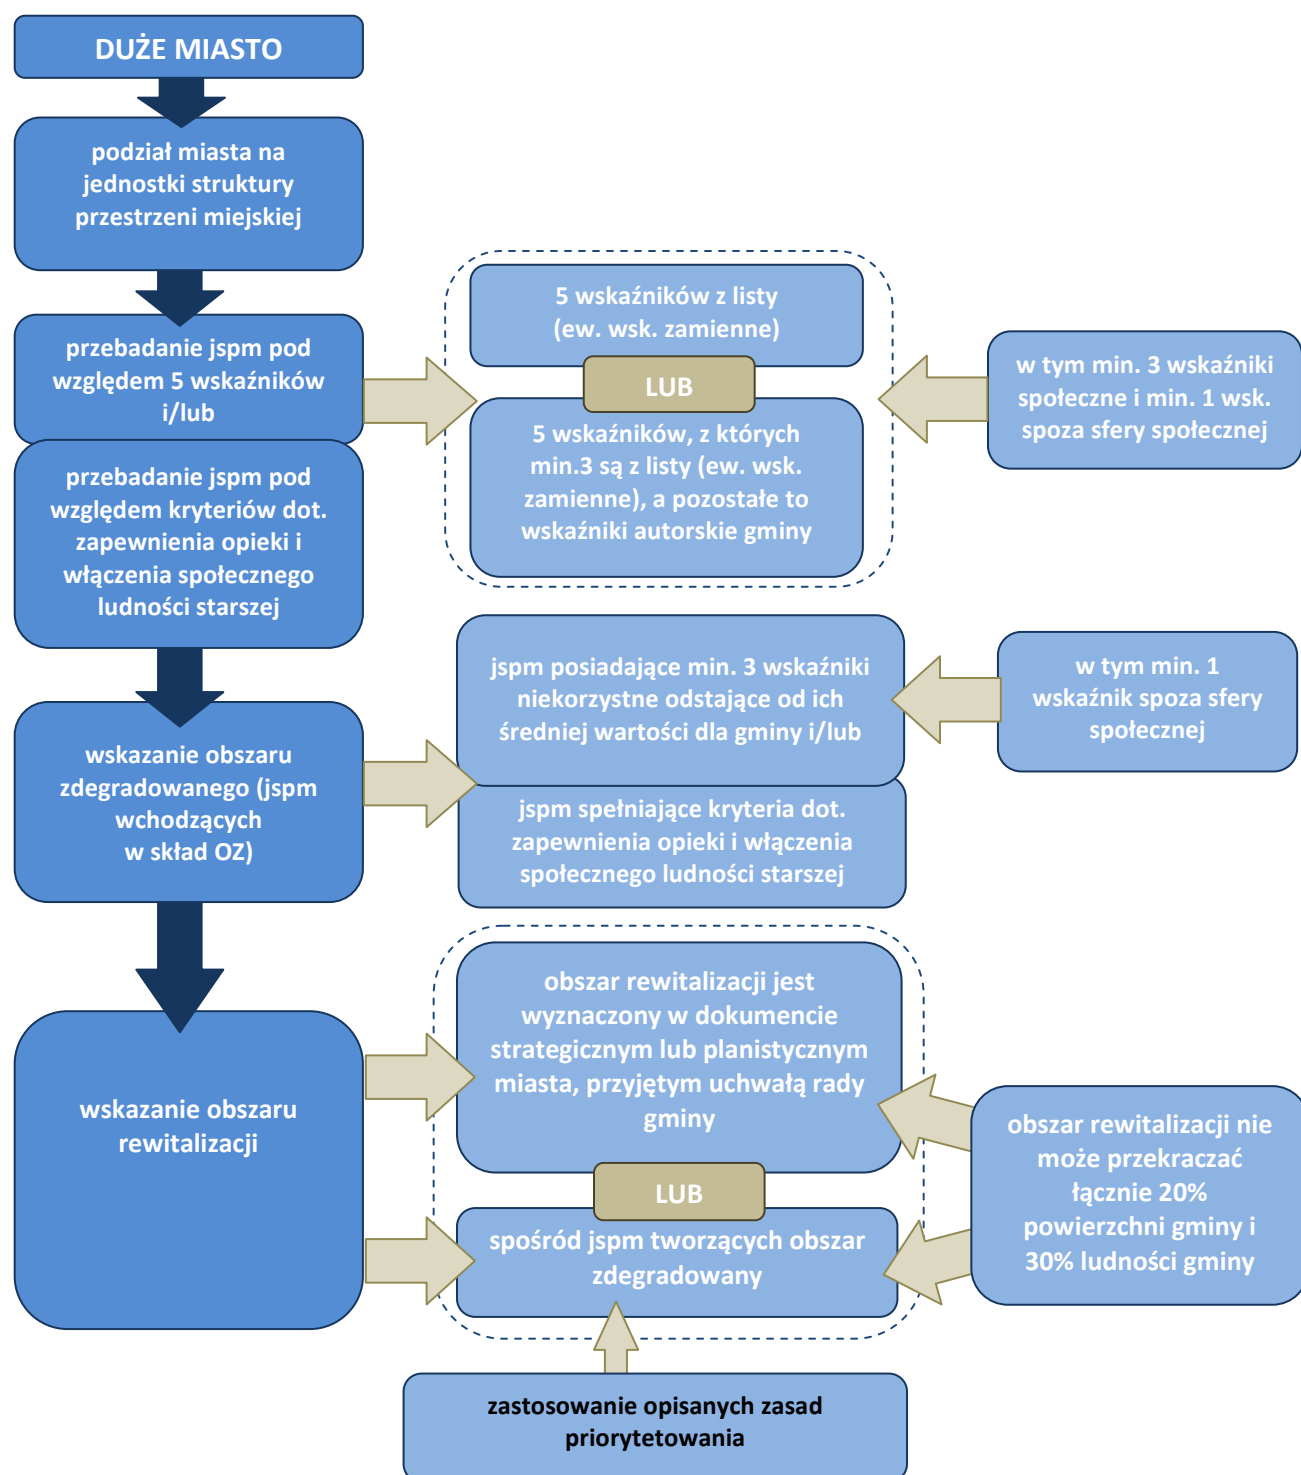 DUŻE MIASTO
podział miasta na
jednostki struktury
przestrzeni miejskiej
przebadanie jspm pod
względem 5 wskaźników
i/lub
przebadanie jspm pod
względem kryteriów dot.
zapewnienia opieki i
włączenia społecznego
ludności starszej
5 wskaźników z listy
(ew. wsk. zamienne)
LUB
5 wskaźników, z których
min.3 są z listy (ew. wsk.
zamienne), a pozostałe to
wskaźniki autorskie gminy
w tym min. 3 wskaźniki
społeczne i min. 1 wsk.
spoza sfery społecznej
wskazanie obszaru
zdegradowanego (jspm
wchodzących
w skład OZ)
jspm posiadające min. 3 wskaźniki
niekorzystne odstające od ich
średniej wartości dla gminy i/lub
jspm spełniające kryteria dot.
zapewnienia opieki i włączenia
społecznego ludności starszej
w tym min. 1
wskaźnik spoza sfery
społecznej
wskazanie obszaru
rewitalizacji
obszar rewitalizacji jest
wyznaczony w dokumencie
strategicznym lub planistycznym
miasta, przyjętym uchwałą rady
gminy
LUB
spośród jspm tworzących obszar
zdegradowany
obszar rewitalizacji nie
może przekraczać
łącznie 20%
powierzchni gminy i
30% ludności gminy
zastosowanie opisanych zasad
priorytetowania